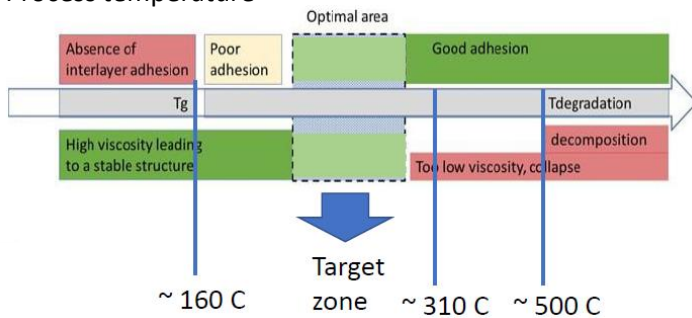 Process temperature
Optimal area
Absence of
interlayer adhesion
Poor
adhesion
Good adhesion
Tg
Tdegradation
High viscosity leading
to a stable structure
decomposition
Too low viscosity, collapse
Target
zone
~ 160 C
~ 310 C
~ 500 C